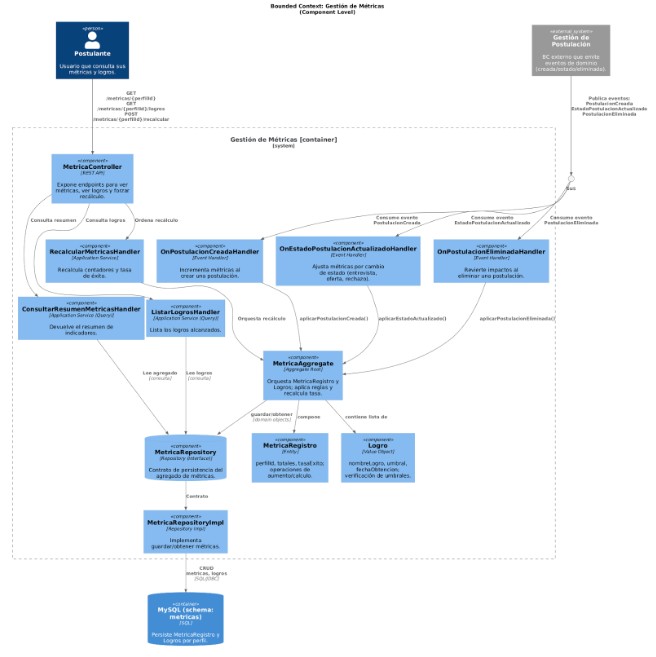 Bounded Context: Gestión de Métricas
(Component Level)
«person»
Postulante
Usuario que consulta sus
métricas y logros.
«external_system»
Gestión de
Postulación
BC externo que emite
eventos de dominio
(creada/estado/eliminada)
GET
/metricas/{perfilId}
GET
/metricas/{perfilId}/logros
POST
metricas/{perfilId}/recalcular
Publica eventos:
PostulacionCreada
EstadoPostulacionActualizado
PostulacionEliminada
Gestión de Métricas [container]
(system)
«component»
MetricaController
[REST API]
Expone endpoints para ver
métricas, ver logros y forzar
recálculo.
Bus
Consulta resumen
Consulta logros
Ordena recálculo
Consume evento
PostulacionCreada
Consume evento
EstadoPostulacionActualizado
Consume evento
PostulacionEliminada
«component»
RecalcularMetricasHandler
[Application Service]
Recalcula contadores y tasa
de éxito.
«component»
OnPostulacionCreadaHandler
[Event Handler]
Incrementa métricas al
crear una postulación.
«component»
OnEstadoPostulacionActualizadoHandler
[Event Handler]
Ajusta métricas por cambio
de estado (entrevista,
oferta, rechazo).
«component»
OnPostulacionEliminadaHandler
[Event Handler]
Revierte impactos al
eliminar una postulación.
«component»
ConsultarResumenMetricasHandler
[Application Service (Query)]
Devuelve el resumen de
indicadores.
«component»
ListarLogrosHandler
[Application Service (Query)]
Lista los logros alcanzados.
Orquesta recálculo
aplicarPostulacionCreada()
aplicarEstadoActualizado()
aplicarPostulacionEliminada()
Lee agregado
[consulta]
Lee logros
[consulta]
«component»
MetricaAggregate
[Aggregate Root]
Orquesta MetricaRegistro y
Logros; aplica reglas y
recalcula tasa.
guardar/obtener
[domain objects]
compone
contiene lista de
«component»
MetricaRepository
[Repository Interface]
Contrato de persistencia del
agregado de métricas.
«component»
MetricaRegistro
[Entity]
perfilId, totales, tasaExito;
operaciones de
aumentur/calculo.
«component»
Logro
[Value Object]
nombreLogro, umbral,
fechaObtencion;
verificación de umbrales.
Contrato
«component»
MetricaRepositoryImpl
[Repository Impl]
Implementa
guardar/obtener métricas.
CRUD
metricas, logros
[SQL/JDBC]
«container»
MySQL (schema:
metricas)
[SQL]
Persiste MetricaRegistro y
Logros por perfil.